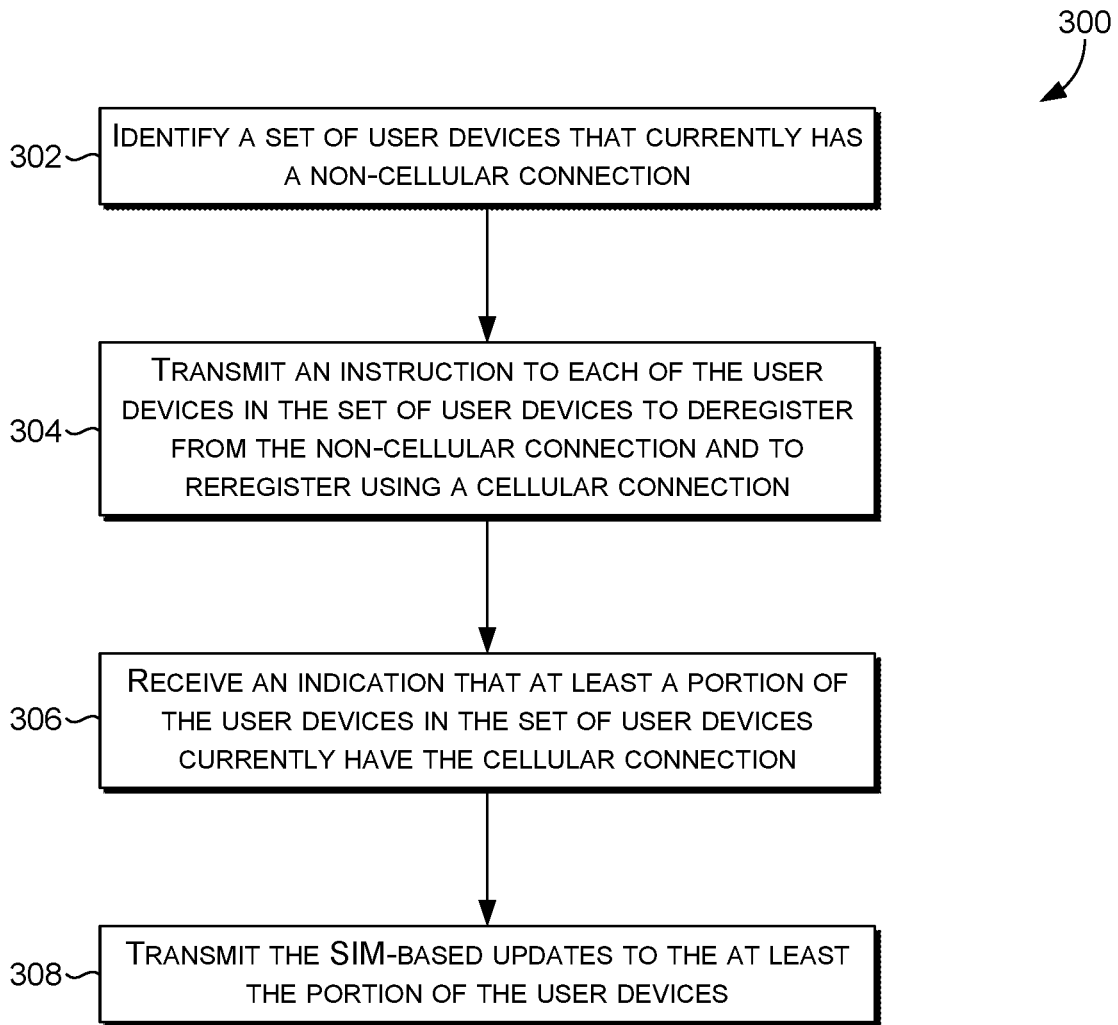 300
302
IDENTIFY A SET OF USER DEVICES THAT CURRENTLY HAS
A NON-CELLULAR CONNECTION
304
TRANSMIT AN INSTRUCTION TO EACH OF THE USER
DEVICES IN THE SET OF USER DEVICES TO DEREGISTER
FROM THE NON-CELLULAR CONNECTION AND TO
REREGISTER USING A CELLULAR CONNECTION
306
RECEIVE AN INDICATION THAT AT LEAST A PORTION OF
THE USER DEVICES IN THE SET OF USER DEVICES
CURRENTLY HAVE THE CELLULAR CONNECTION
308
TRANSMIT THE SIM-BASED UPDATES TO THE AT LEAST
THE PORTION OF THE USER DEVICES